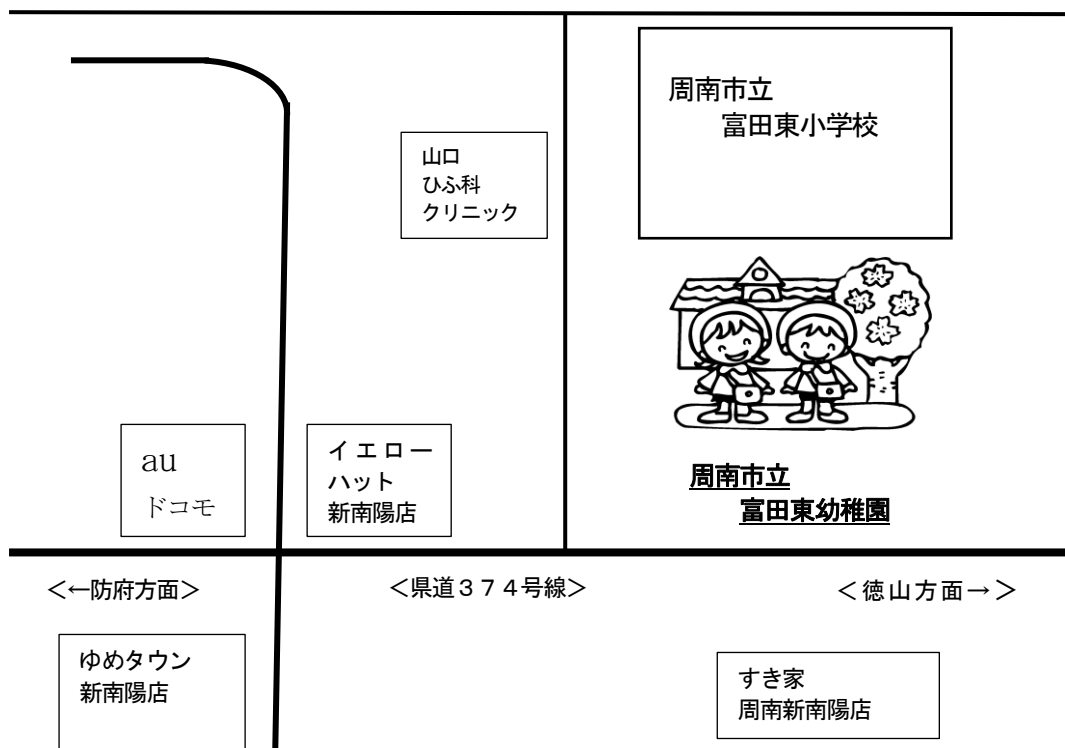 周南市立
富田東小学校
山口
ひふ科
クリニック
au
ドコモ
イエロー
ハット
新南陽店
周南市立
富田東幼稚園
＜←防府方面＞
＜県道３７４号線＞
＜徳山方面→＞
ゆめタウン
新南陽店
すき家
周南新南陽店